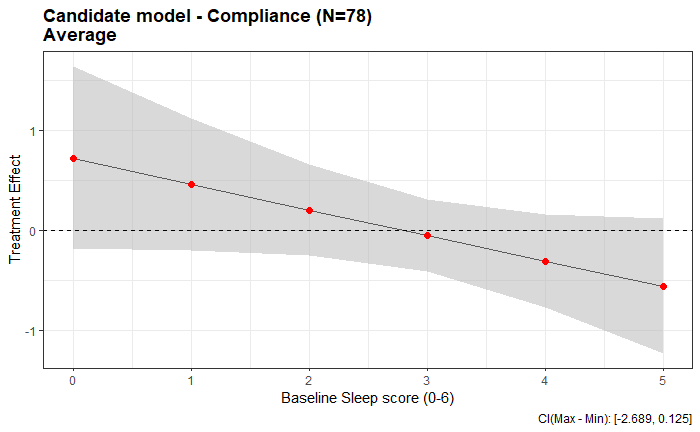 Candidate model - Compliance (N=78)
Average
Treatment Effect
1
0
-1
0 1 2 3 4 5
Baseline Sleep score (0-6)
CI(Max - Min): [-2.689, 0.125]